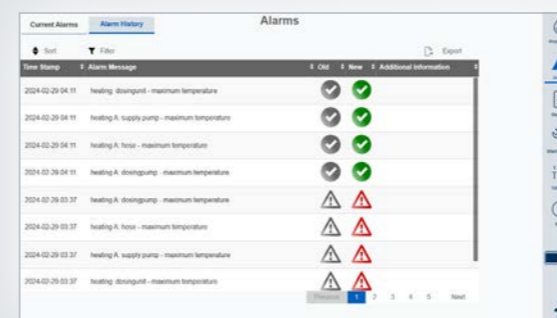 Alarms
Current Alarms Alarm History
Sort Filter Export
Time Stamp Alarm Message Old New Additional Information
2024-02-29 04:11 heating: dosingunit - maximum temperature
2024-02-29 04:11 heating A: supply pump - maximum temperature
2024-02-29 04:11 heating A: hose - maximum temperature
2024-02-29 04:11 heating A: dosingpump - maximum temperature
2024-02-29 03:37 heating A: dosingpump - maximum temperature
2024-02-29 03:37 heating A: hose - maximum temperature
2024-02-29 03:37 heating A: supply pump - maximum temperature
2024-02-29 03:37 heating: dosingunit - maximum temperature
Previous 1 2 3 4 5 Next